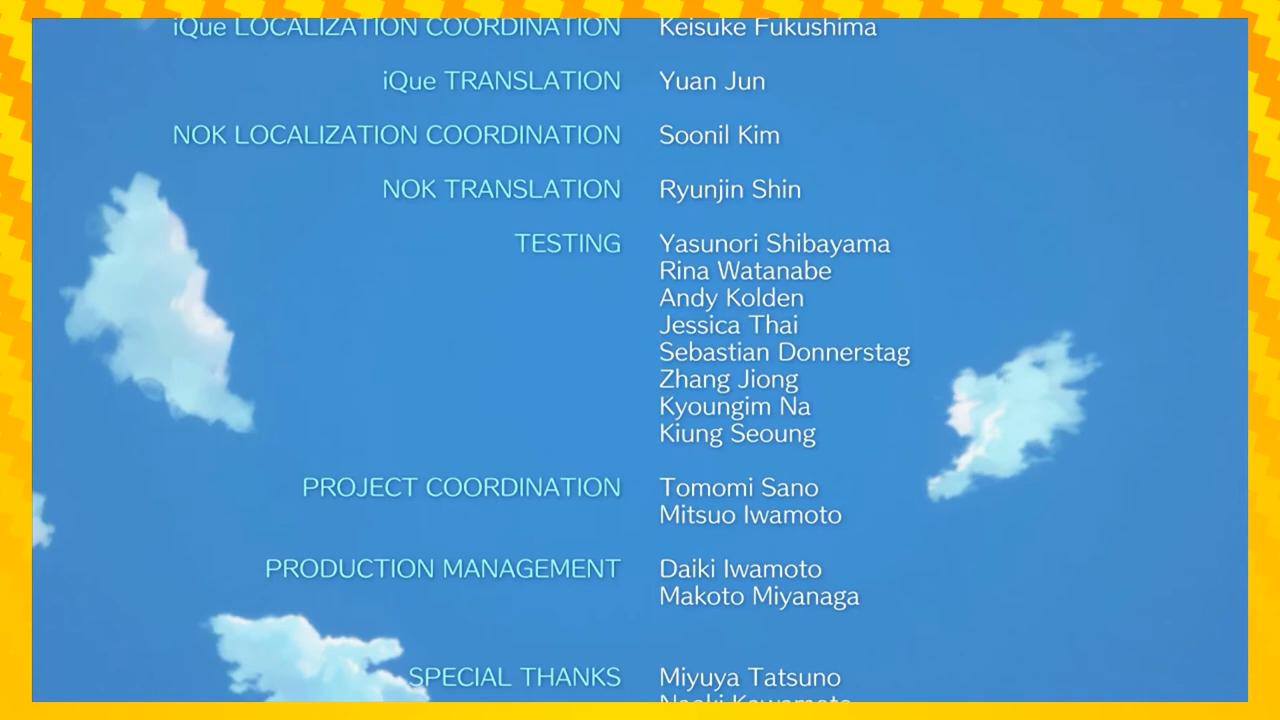 iQue LOCALIZATION COORDINATION Keisuke Fukushima
iQue TRANSLATION Yuan Jun
NOK LOCALIZATION COORDINATION Soonil Kim
NOK TRANSLATION Ryunjin Shin
TESTING Yasunori Shibayama
Rina Watanabe
Andy Kolden
Jessica Thai
Sebastian Donnerstag
Zhang Jiong
Kyoungim Na
Kiung Seoung
PROJECT COORDINATION Tomomi Sano
Mitsuo Iwamoto
PRODUCTION MANAGEMENT Daiki Iwamoto
Makoto Miyanaga
SPECIAL THANKS Miyuya Tatsuno